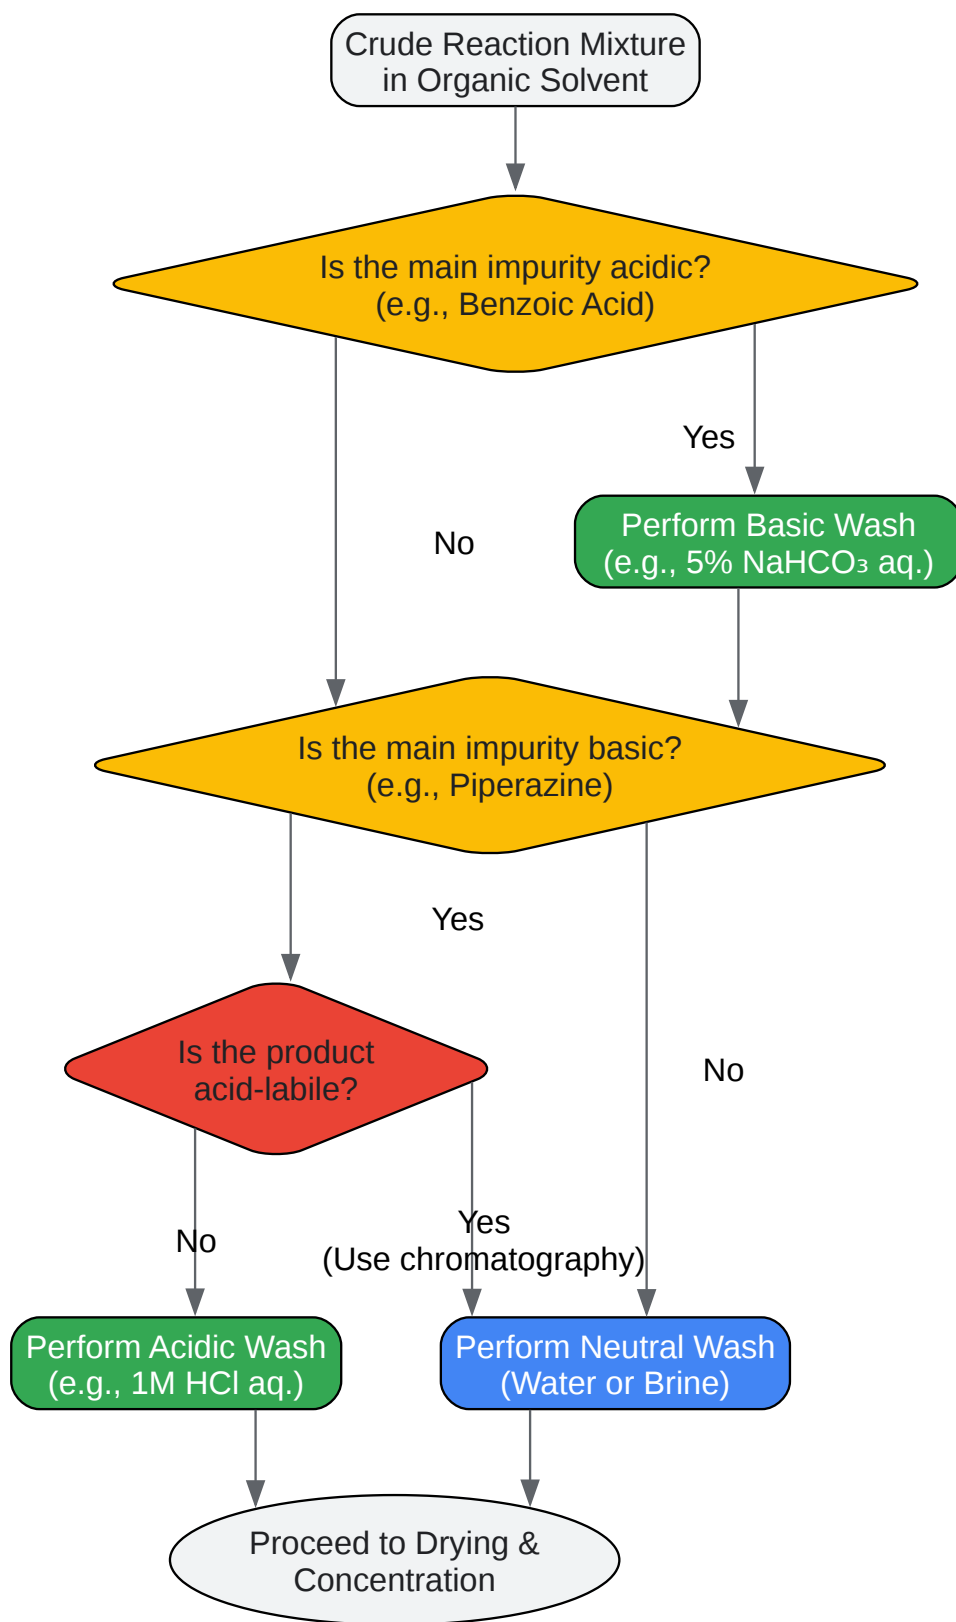 Crude Reaction Mixture
in Organic Solvent
Is the main impurity acidic?
(e.g., Benzoic Acid)
Yes
Perform Basic Wash
(e.g., 5% NaHCO₃ aq.)
No
Is the main impurity basic?
(e.g., Piperazine)
Yes
Is the product
acid-labile?
No
No
Yes
(Use chromatography)
Perform Acidic Wash
(e.g., 1M HCl aq.)
Perform Neutral Wash
(Water or Brine)
Proceed to Drying &
Concentration